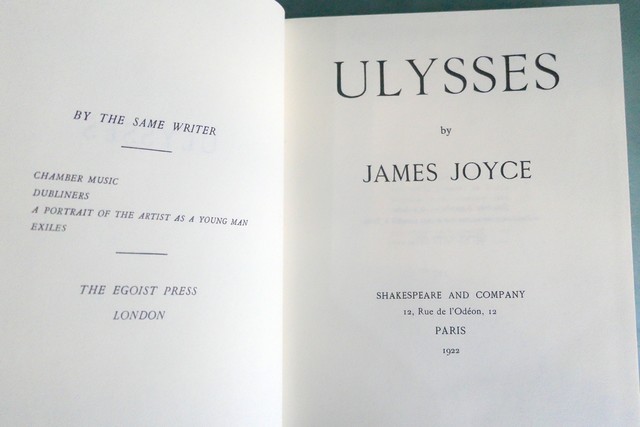 BY THE SAME WRITER
CHAMBER MUSIC
DUBLINERS
A PORTRAIT OF THE ARTIST AS A YOUNG MAN
EXILES
THE EGOIST PRESS
LONDON
ULYSSES
by
JAMES JOYCE
SHAKESPEARE AND COMPANY
12, Rue de l'Odéon, 12
PARIS
1922